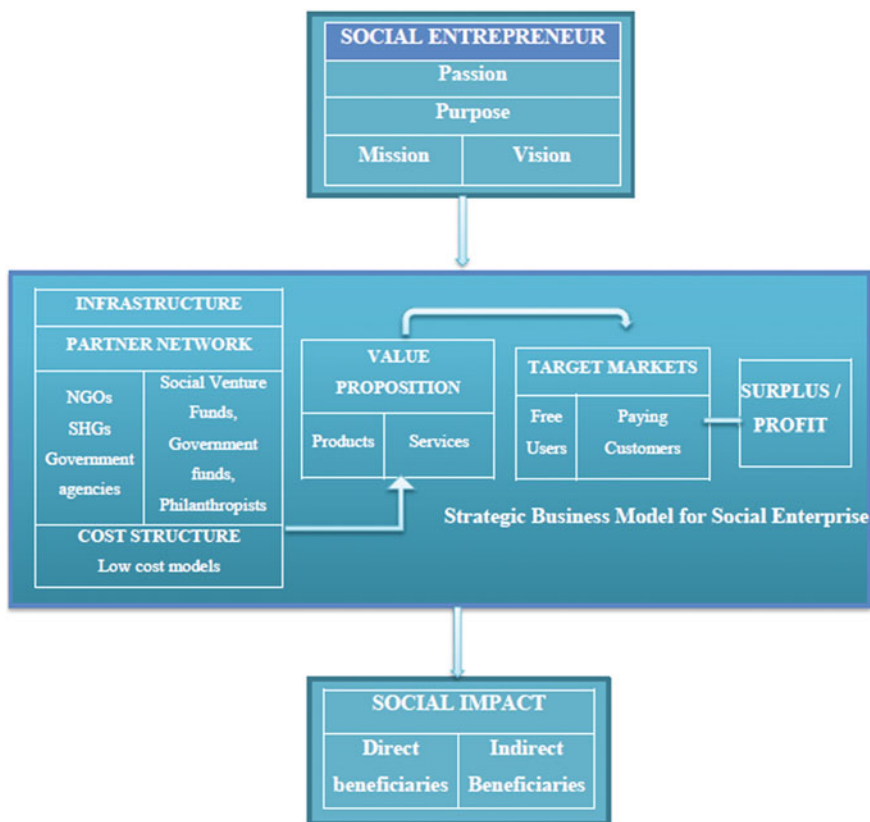 SOCIAL ENTREPRENEUR
Passion
Purpose
Mission
Vision
INFRASTRUCTURE
PARTNER NETWORK
NGOs
SHGs
Government
agencies
Social Venture
Funds,
Government
funds,
Philanthropists
COST STRUCTURE
Low cost models
VALUE
PROPOSITION
Products
Services
TARGET MARKETS
Free
Users
Paying
Customers
SURPLUS /
PROFIT
Strategic Business Model for Social Enterprise
SOCIAL IMPACT
Direct
beneficiaries
Indirect
Beneficiaries